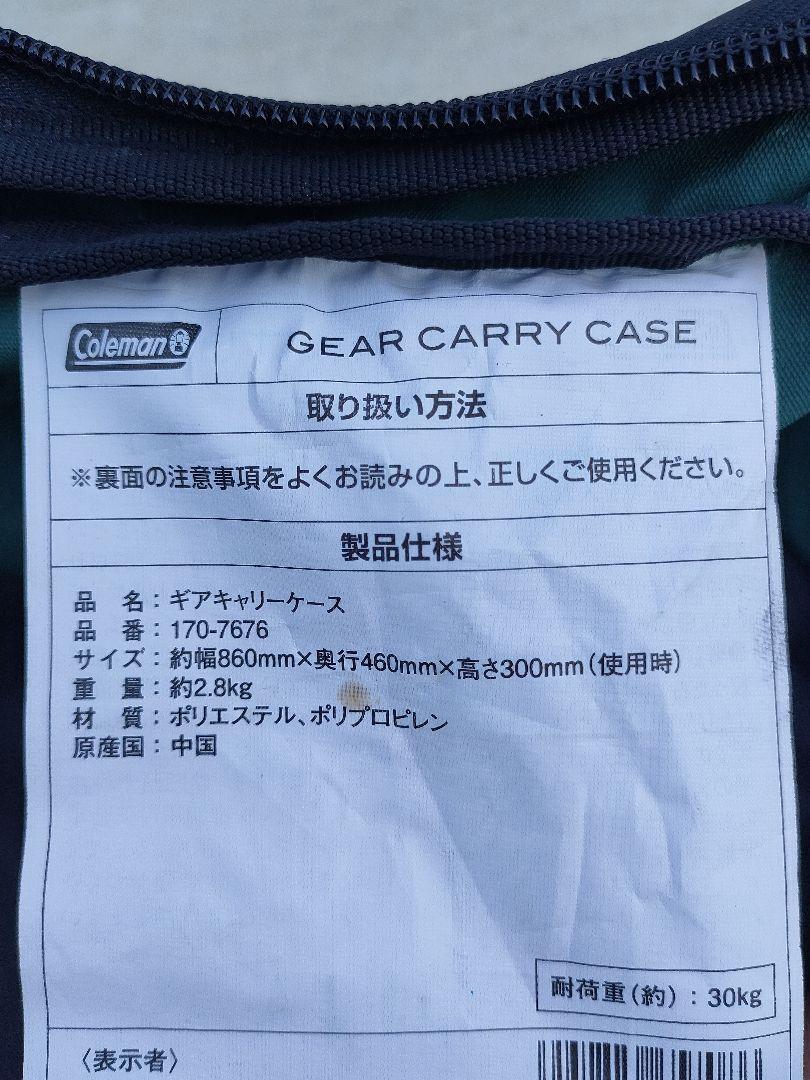 Coleman
GEAR CARRY CASE
取り扱い方法
※裏面の注意事項をよくお読みの上、正しくご使用ください。
製品仕様
品　名：ギアキャリーケース
品　番：170-7676
サイズ：約幅860mm×奥行460mm×高さ300mm（使用時）
重　量：約2.8kg
材　質：ポリエステル、ポリプロピレン
原産国：中国
耐荷重（約）：30kg
〈表示者〉